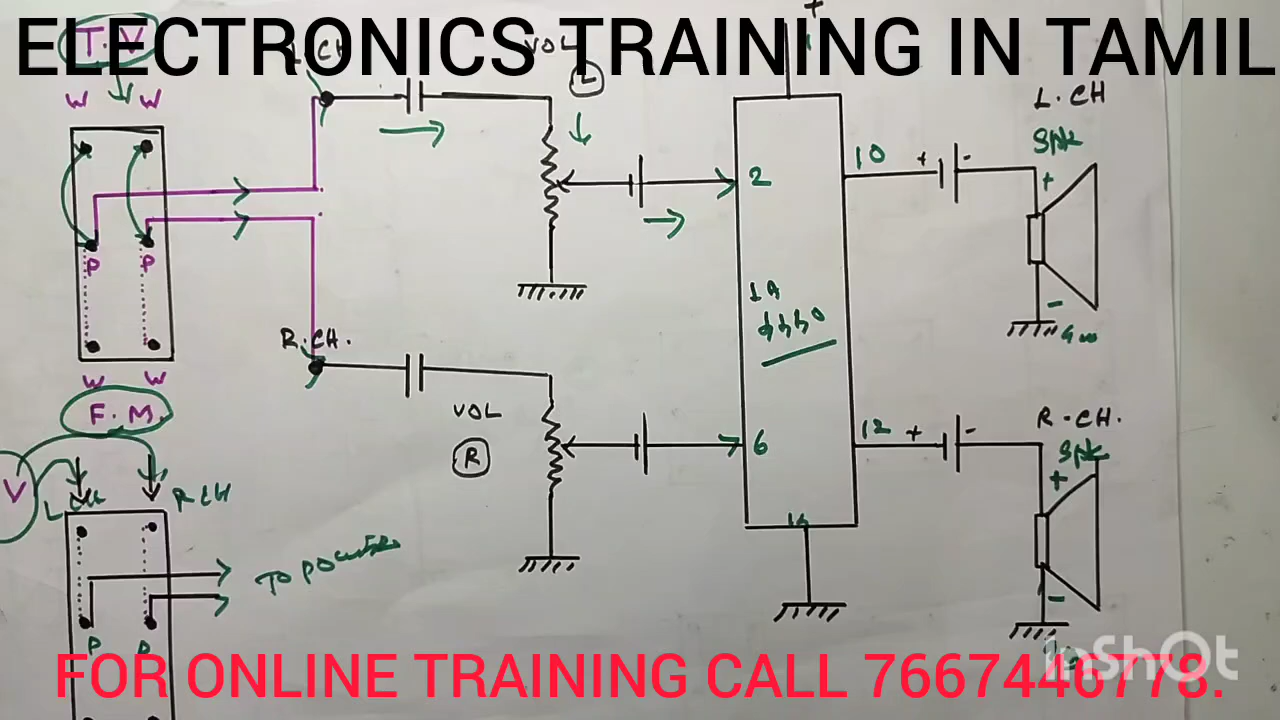 ELECTRONICS TRAINING IN TAMIL
T.V
VOL
L
W W
L.CH
Spk
+
10
+ -
2
P P
+
-
R.CH.
W W
F.M.
VOL
R
6
12
+ -
R-CH.
Spk
+
V
L CH
R CH
14
To
P P
-
InShOt
FOR ONLINE TRAINING CALL 7667446778.